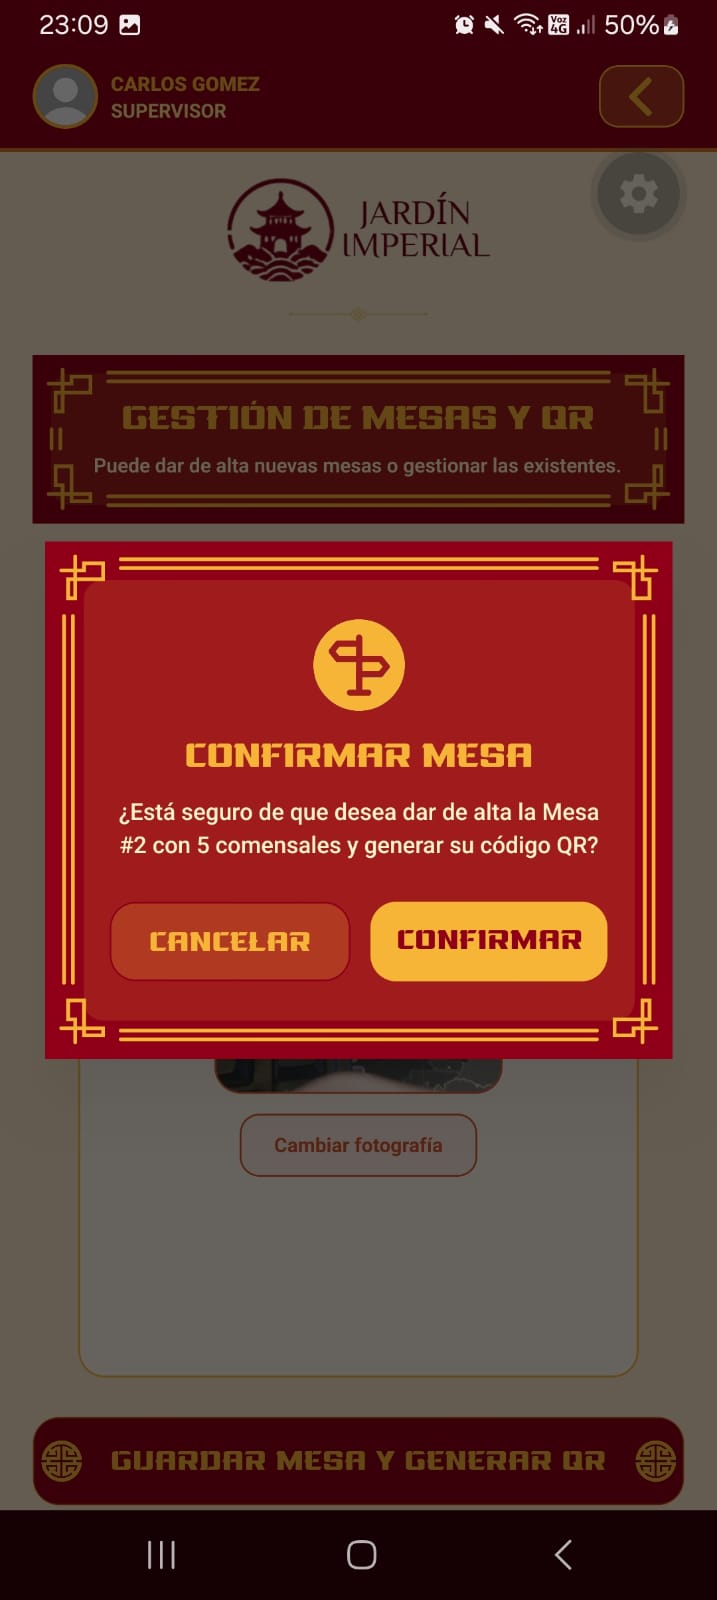 23:09
Voz
4G
50%
CARLOS GOMEZ
SUPERVISOR
JARDÍN
IMPERIAL
GESTIÓN DE MESAS Y QR
Puede dar de alta nuevas mesas o gestionar las existentes.
CONFIRMAR MESA
¿Está seguro de que desea dar de alta la Mesa
#2 con 5 comensales y generar su código QR?
CANCELAR
CONFIRMAR
Cambiar fotografía
GUARDAR MESA Y GENERAR QR